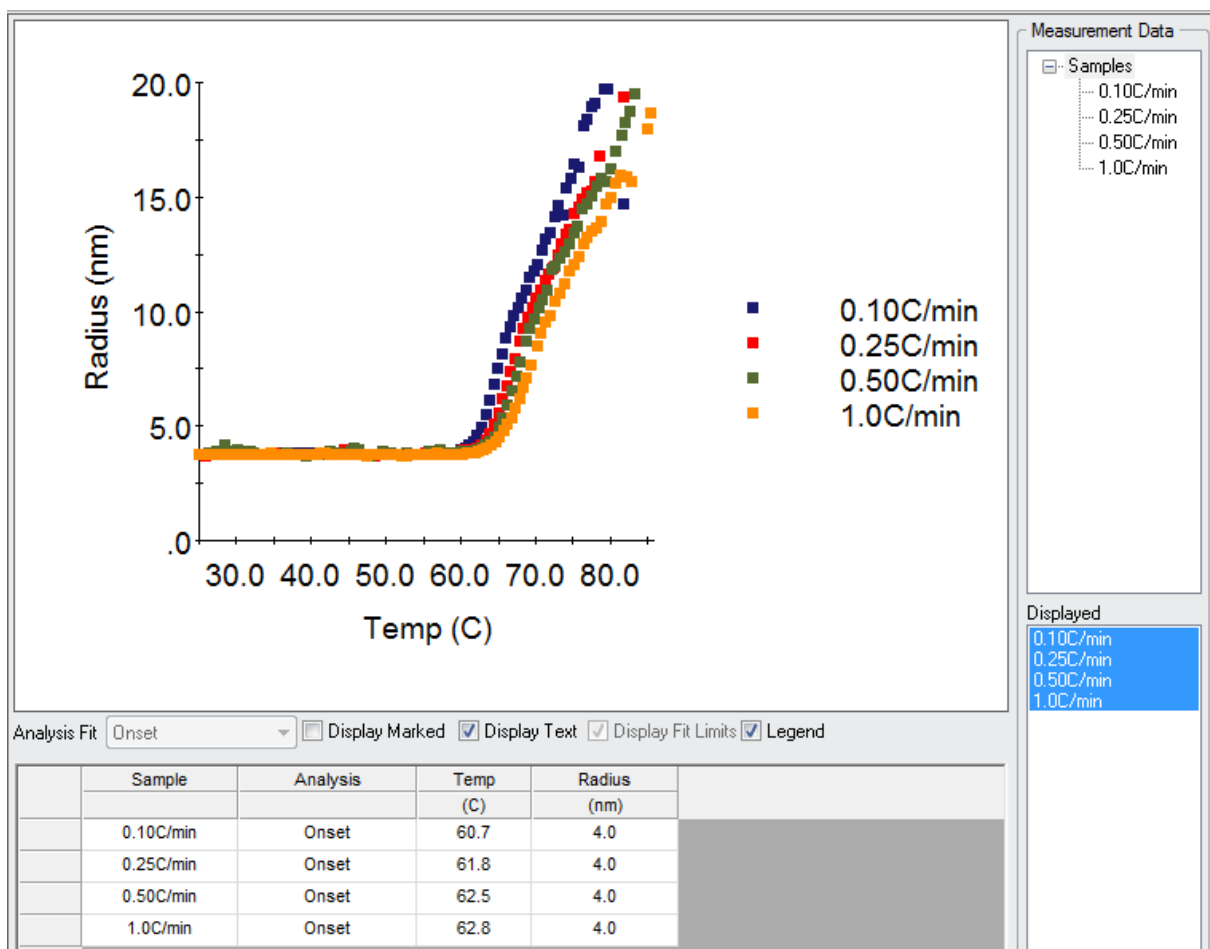 Measurement Data
Samples
0.10C/min
0.25C/min
0.50C/min
1.0C/min
20.0
15.0
10.0
5.0
.0
Radius (nm)
30.0 40.0 50.0 60.0 70.0 80.0
Temp (C)
0.10C/min
0.25C/min
0.50C/min
1.0C/min
Displayed
0.10C/min
0.25C/min
0.50C/min
1.0C/min
Analysis Fit Onset Display Marked Display Text Display Fit Limits Legend
Sample Analysis Temp Radius
(C) (nm)
0.10C/min Onset 60.7 4.0
0.25C/min Onset 61.8 4.0
0.50C/min Onset 62.5 4.0
1.0C/min Onset 62.8 4.0